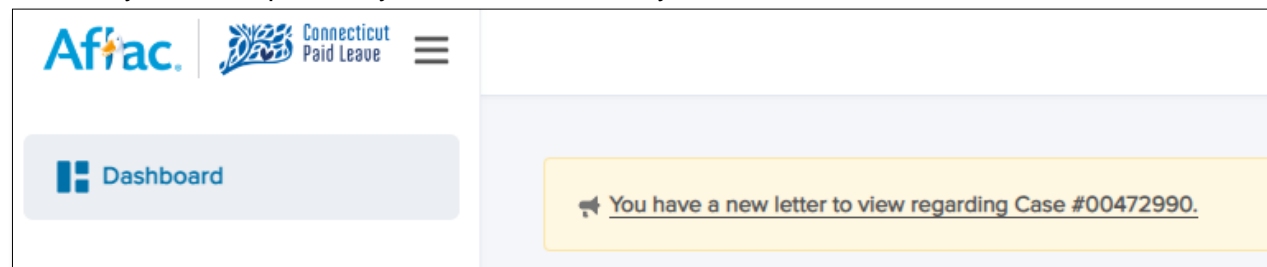 Aflac.
Connecticut
Paid Leave
Dashboard
You have a new letter to view regarding Case #00472990.